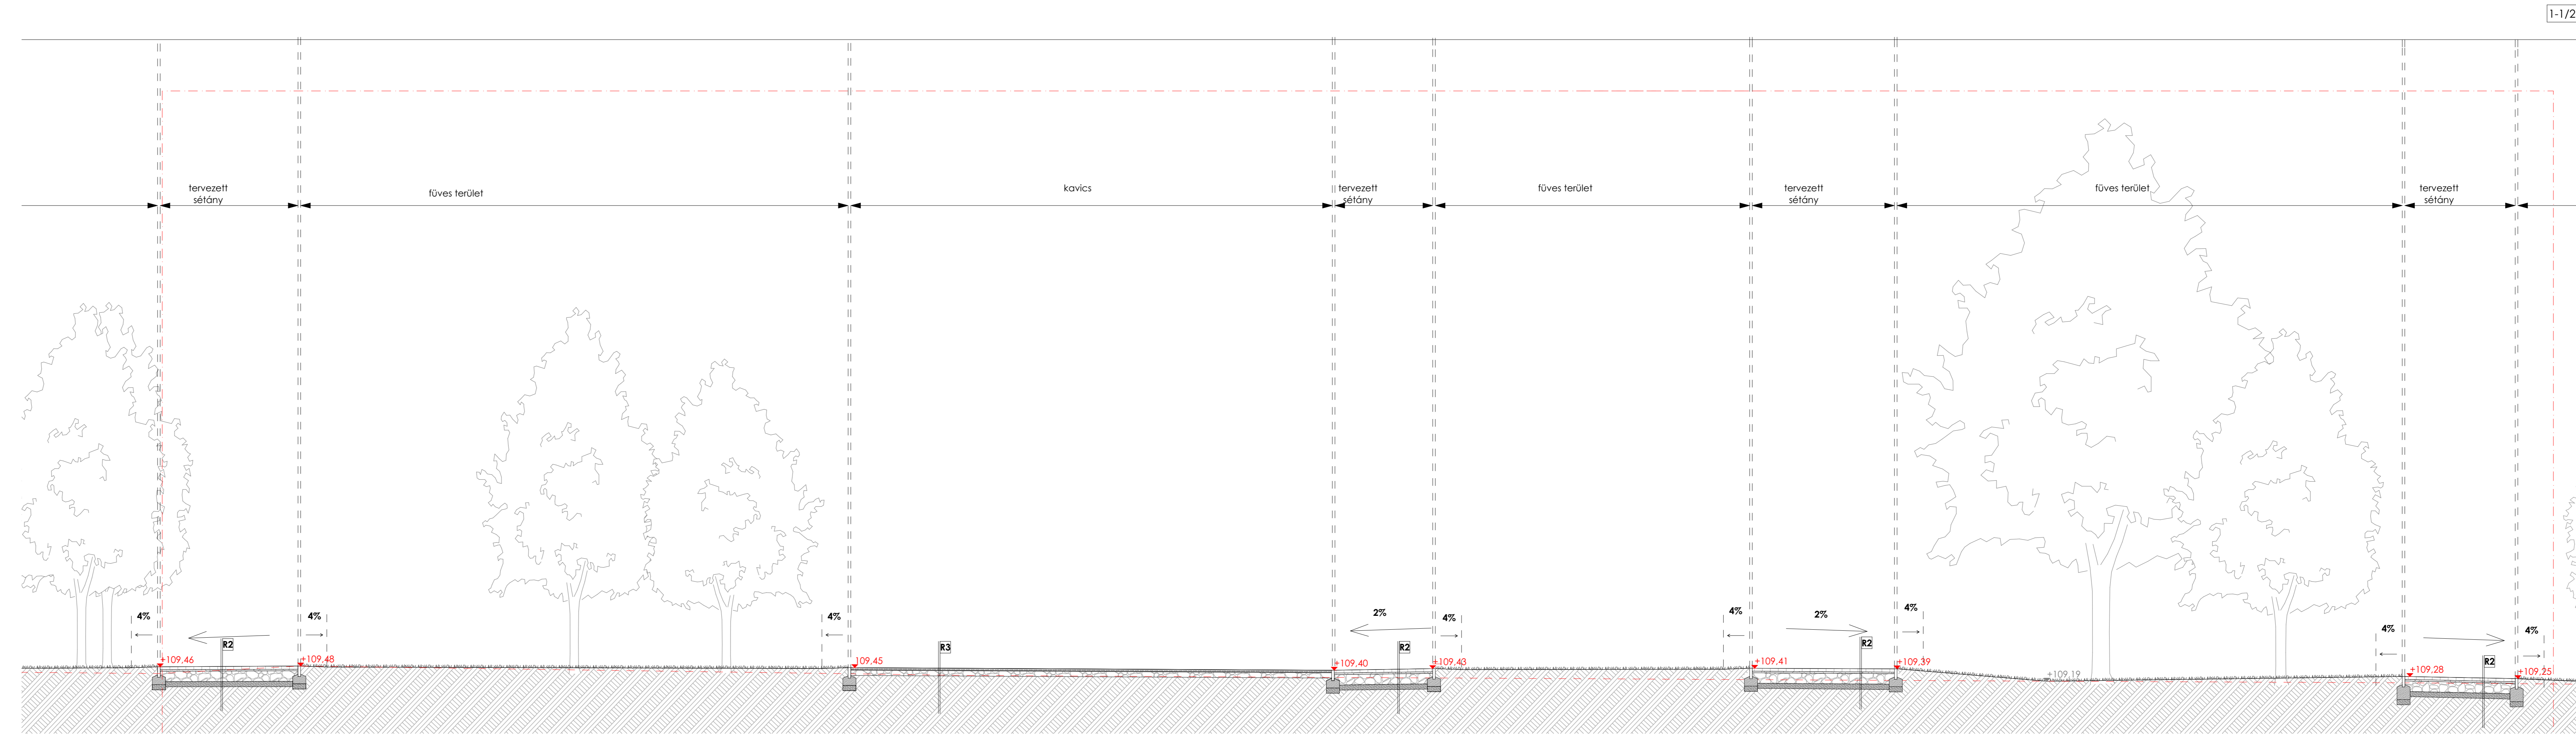 1-1/2
tervezett
sétány
füves terület
kavics
tervezett
sétány
füves terület
tervezett
sétány
füves terület
tervezett
sétány
4%
4%
4%
2%
4%
4%
2%
4%
4%
4%
R2
R3
R2
R2
R2
+109,46
+109,48
109,45
+109,40
+109,43
+109,41
+109,39
+109,19
+109,28
+109,25